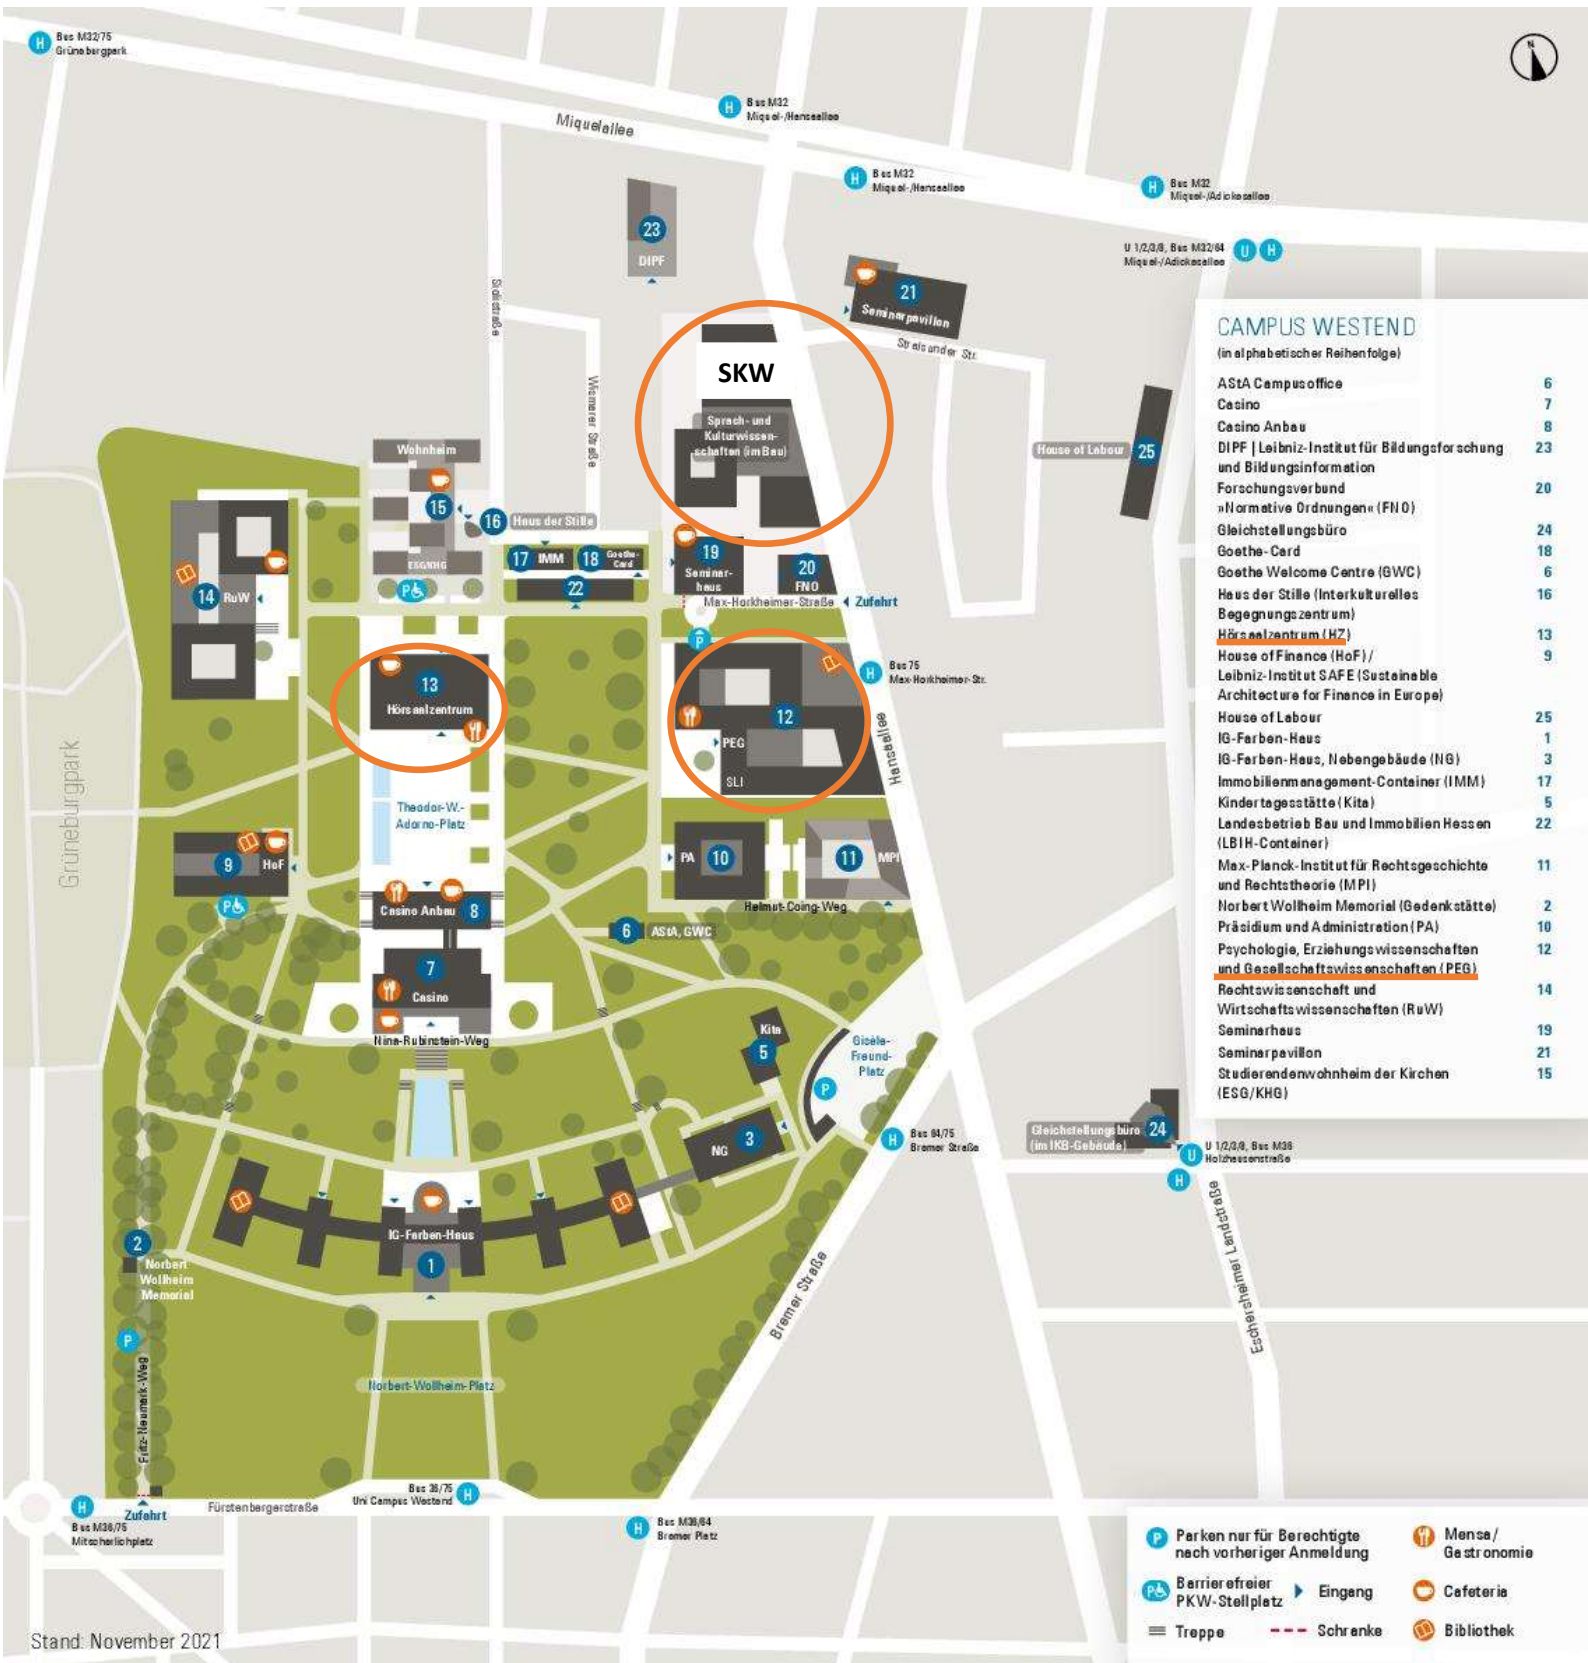 Bus M32/75
Grüneburgpark
Bus M32
Miquel-/Hansaallee
Miquelallee
Bus M32
Miquel-/Hansaallee
Bus M32
Miquel-/Adickesallee
U 1/2/3/8, Bus M32/64
Miquel-/Adickesallee
U
H
N
23
DIPF
21
Seminarpavillon
Stralsunder Str.
Siolistraße
Wismarer Straße
SKW
Sprach- und
Kulturwissen-
schaften (im Bau)
House of Labour
25
Wohnheim
15
16
Haus der Stille
ESG/KHG
17
IMM
18
Goethe-
Card
22
19
Seminar-
haus
20
FNO
Max-Horkheimer-Straße
Zufahrt
14
RuW
13
Hörsaalzentrum
12
PEG
SLI
Bus 75
Max-Horkheimer-Str.
Hansaallee
Grüneburgpark
Theodor-W.-
Adorno-Platz
9
HoF
PA
10
11
MPI
Helmut-Coing-Weg
Casino Anbau
8
6
AStA, GWC
7
Casino
Nina-Rubinstein-Weg
Kita
5
Gisèle-
Freund-
Platz
3
NG
Bus 64/75
Bremer Straße
Gleichstellungsbüro
(im IKB-Gebäude)
24
U 1/2/3/8, Bus M36
Holzhausenstraße
IG-Farben-Haus
1
2
Norbert
Wollheim
Memorial
Bremer Straße
Eschersheimer Landstraße
Norbert-Wollheim-Platz
Fritz-Neumark-Weg
Zufahrt
Fürstenbergerstraße
Bus M36/75
Mitscherlichplatz
Bus 36/75
Uni Campus Westend
Bus M36/64
Bremer Platz
Stand: November 2021
CAMPUS WESTEND
(in alphabetischer Reihenfolge)
AStA Campusoffice 6
Casino 7
Casino Anbau 8
DIPF | Leibniz-Institut für Bildungsforschung 23
und Bildungsinformation
Forschungsverbund 20
»Normative Ordnungen« (FNO)
Gleichstellungsbüro 24
Goethe-Card 18
Goethe Welcome Centre (GWC) 6
Haus der Stille (Interkulturelles 16
Begegnungszentrum)
Hörsaalzentrum (HZ) 13
House of Finance (HoF) / 9
Leibniz-Institut SAFE (Sustainable
Architecture for Finance in Europe)
House of Labour 25
IG-Farben-Haus 1
IG-Farben-Haus, Nebengebäude (NG) 3
Immobilienmanagement-Container (IMM) 17
Kindertagesstätte (Kita) 5
Landesbetrieb Bau und Immobilien Hessen 22
(LBIH-Container)
Max-Planck-Institut für Rechtsgeschichte 11
und Rechtstheorie (MPI)
Norbert Wollheim Memorial (Gedenkstätte) 2
Präsidium und Administration (PA) 10
Psychologie, Erziehungswissenschaften 12
und Gesellschaftswissenschaften (PEG)
Rechtswissenschaft und 14
Wirtschaftswissenschaften (RuW)
Seminarhaus 19
Seminarpavillon 21
Studierendenwohnheim der Kirchen 15
(ESG/KHG)
P Parken nur für Berechtigte
nach vorheriger Anmeldung
Mensa/
Gastronomie
P Barrierefreier
PKW-Stellplatz
Eingang
Cafeteria
Treppe
Schranke
Bibliothek